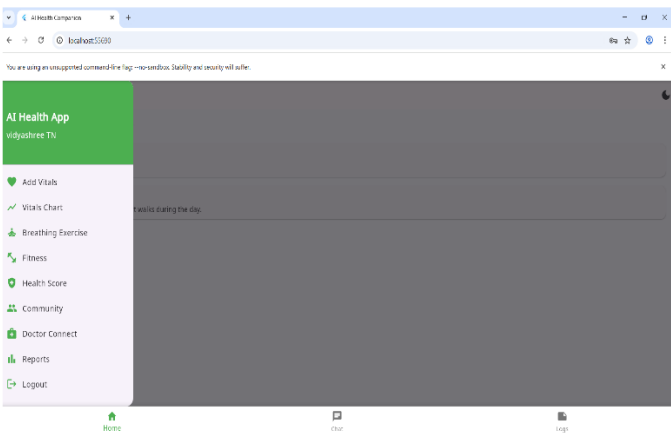 AI Health Companion
localhost:55690
You are using an unsupported command-line flag: --no-sandbox. Stability and security will suffer.
AI Health App
vidyashree TN
t walks during the day.
Add Vitals
Vitals Chart
Breathing Exercise
Fitness
Health Score
Community
Doctor Connect
Reports
Logout
Home
Chat
Logs